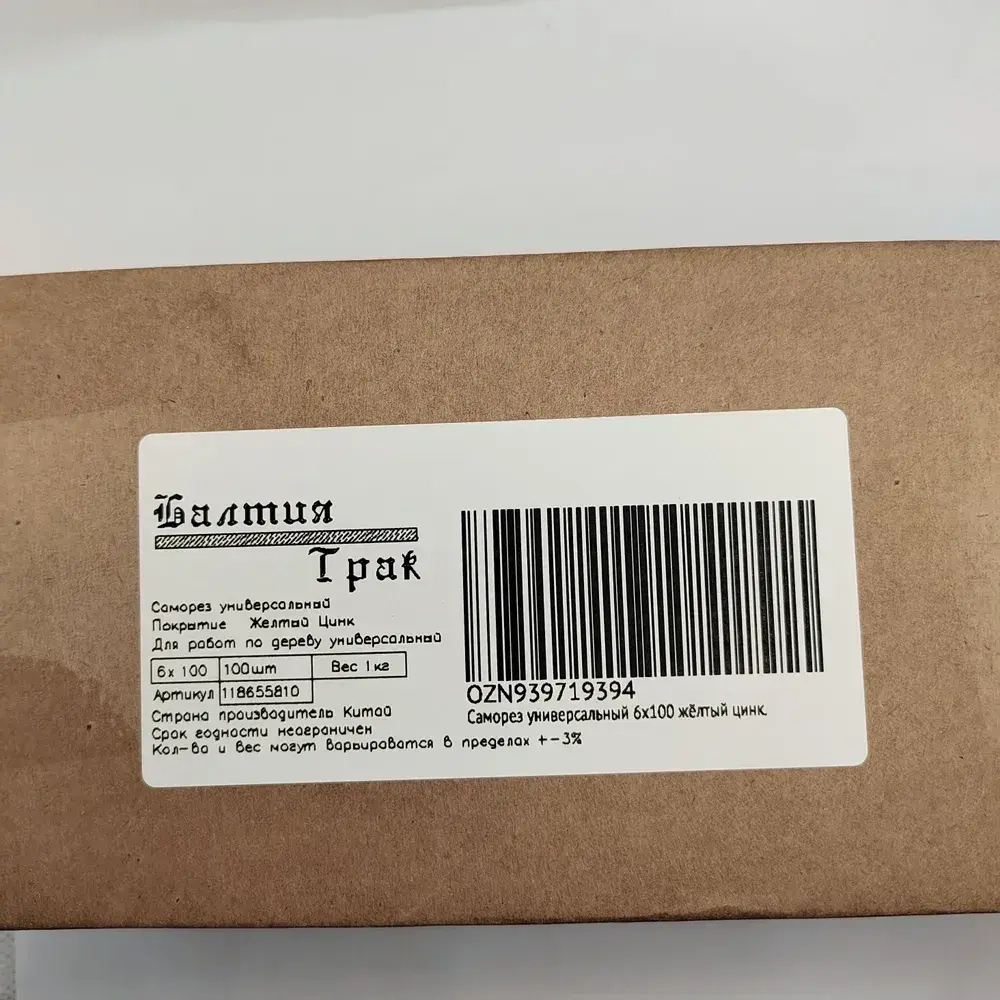 Балтия
Трак
Саморез универсальный
Покрытие Желтый Цинк
Для работ по дереву универсальный
6х 100 100шт Вес 1кг
Артикул 118655810
Страна производитель Китай
Срок годности неограничен
Кол-ва и вес могут варьироватся в пределах +-3%
OZN939719394
Саморез универсальный 6х100 жёлтый цинк.